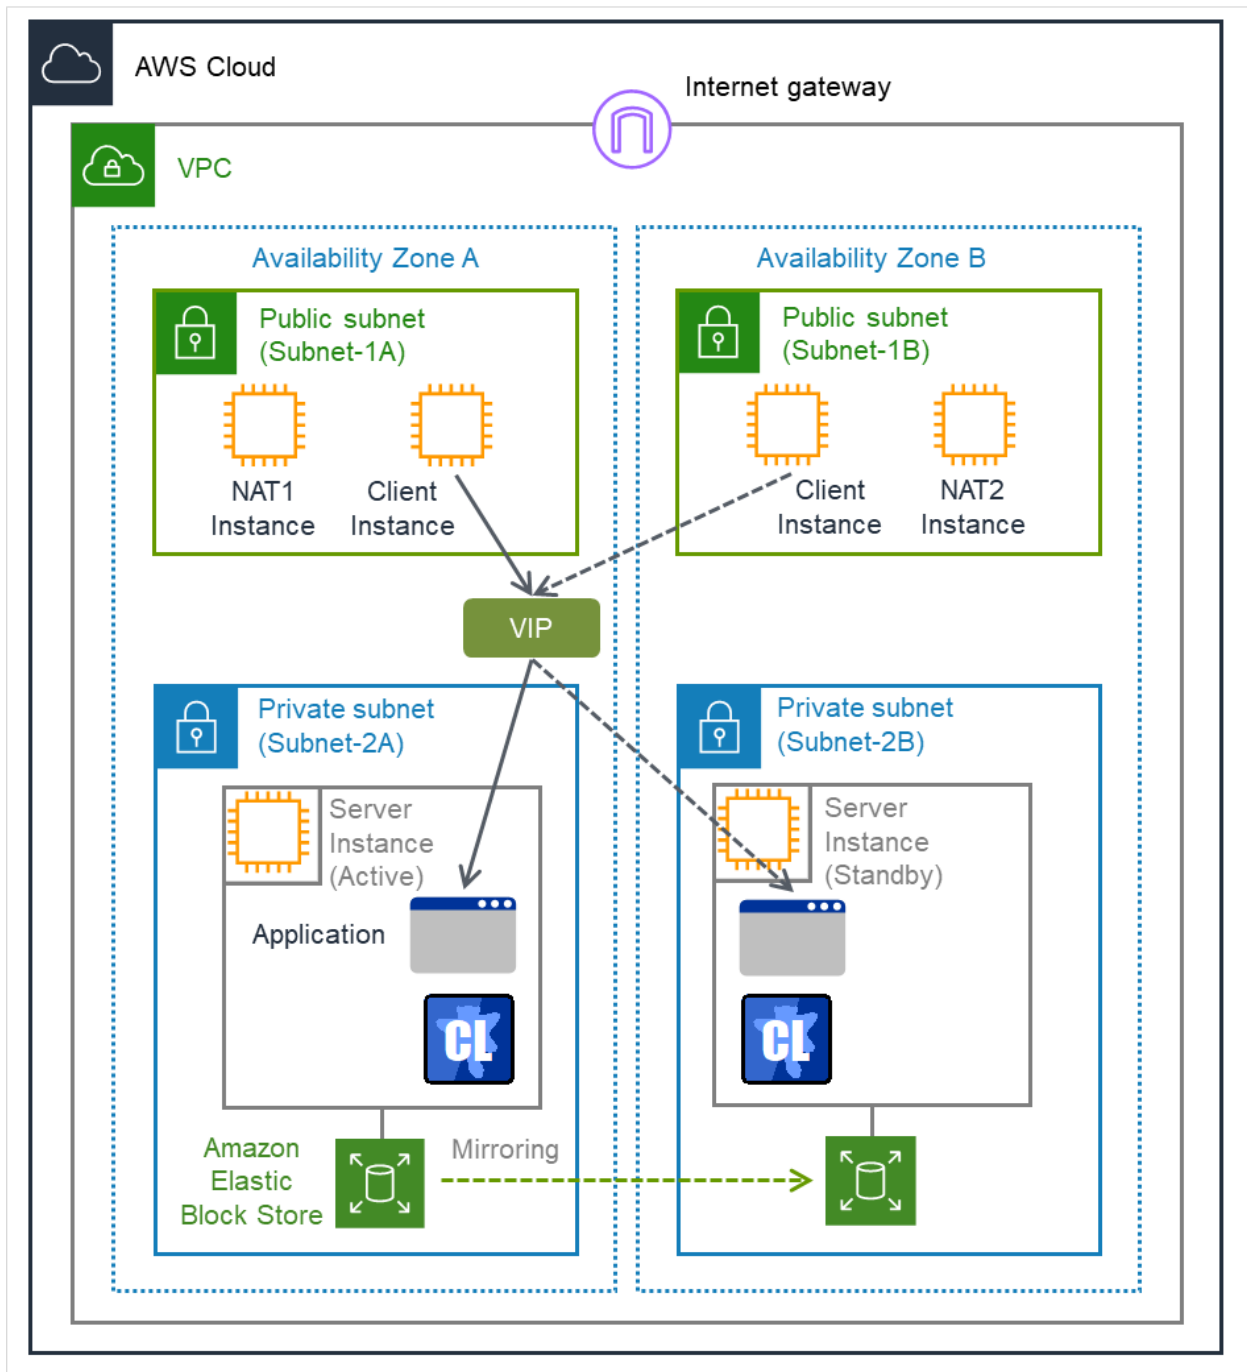 AWS Cloud
Internet gateway
VPC
Availability Zone A
Availability Zone B
Public subnet
(Subnet-1A)
Public subnet
(Subnet-1B)
NAT1
Instance
Client
Instance
Client
Instance
NAT2
Instance
VIP
Private subnet
(Subnet-2A)
Private subnet
(Subnet-2B)
Server
Instance
(Active)
Server
Instance
(Standby)
Application
CL
CL
Amazon
Elastic
Block Store
Mirroring